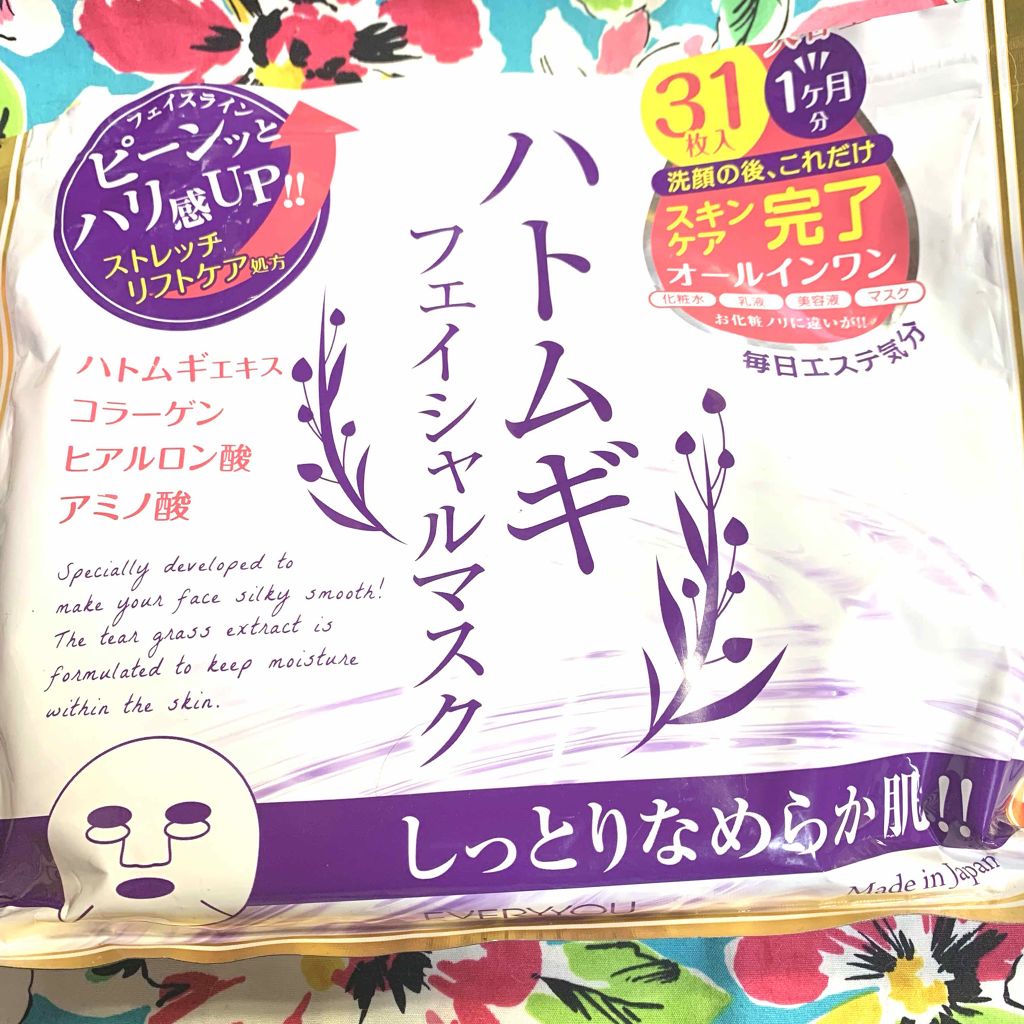 フェイスライン
ピーンッと
ハリ感UP!!
ストレッチ
リフトケア処方
ハトムギエキス
コラーゲン
ヒアルロン酸
アミノ酸
Specially developed to
make your face silky smooth!
The tear grass extract is
formulated to keep moisture
within the skin.
ハトムギ
フェイシャルマスク
31
枚入
1ヶ月
分
洗顔の後、これだけ
スキン
ケア
完了
オールインワン
化粧水 乳液 美容液 マスク
お化粧ノリに違いが!!
毎日エステ気分
しっとりなめらか肌!!
Made in Japan
EVERYYOU